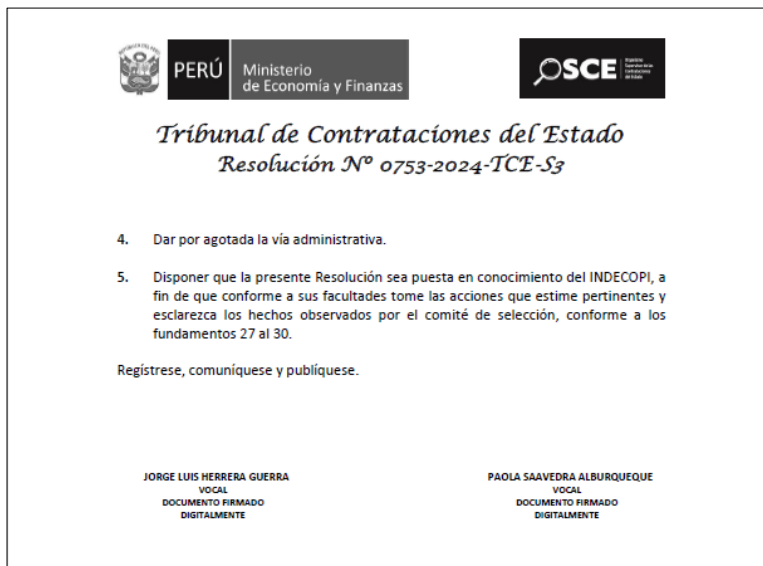 PERÚ
Ministerio
de Economía y Finanzas
OSCE
Tribunal de Contrataciones del Estado
Resolución Nº 0753-2024-TCE-S3
4. Dar por agotada la vía administrativa.
5. Disponer que la presente Resolución sea puesta en conocimiento del INDECOPI, a
fin de que conforme a sus facultades tome las acciones que estime pertinentes y
esclarezca los hechos observados por el comité de selección, conforme a los
fundamentos 27 al 30.
Regístrese, comuníquese y publíquese.
JORGE LUIS HERRERA GUERRA
VOCAL
DOCUMENTO FIRMADO
DIGITALMENTE
PAOLA SAAVEDRA ALBURQUEQUE
VOCAL
DOCUMENTO FIRMADO
DIGITALMENTE